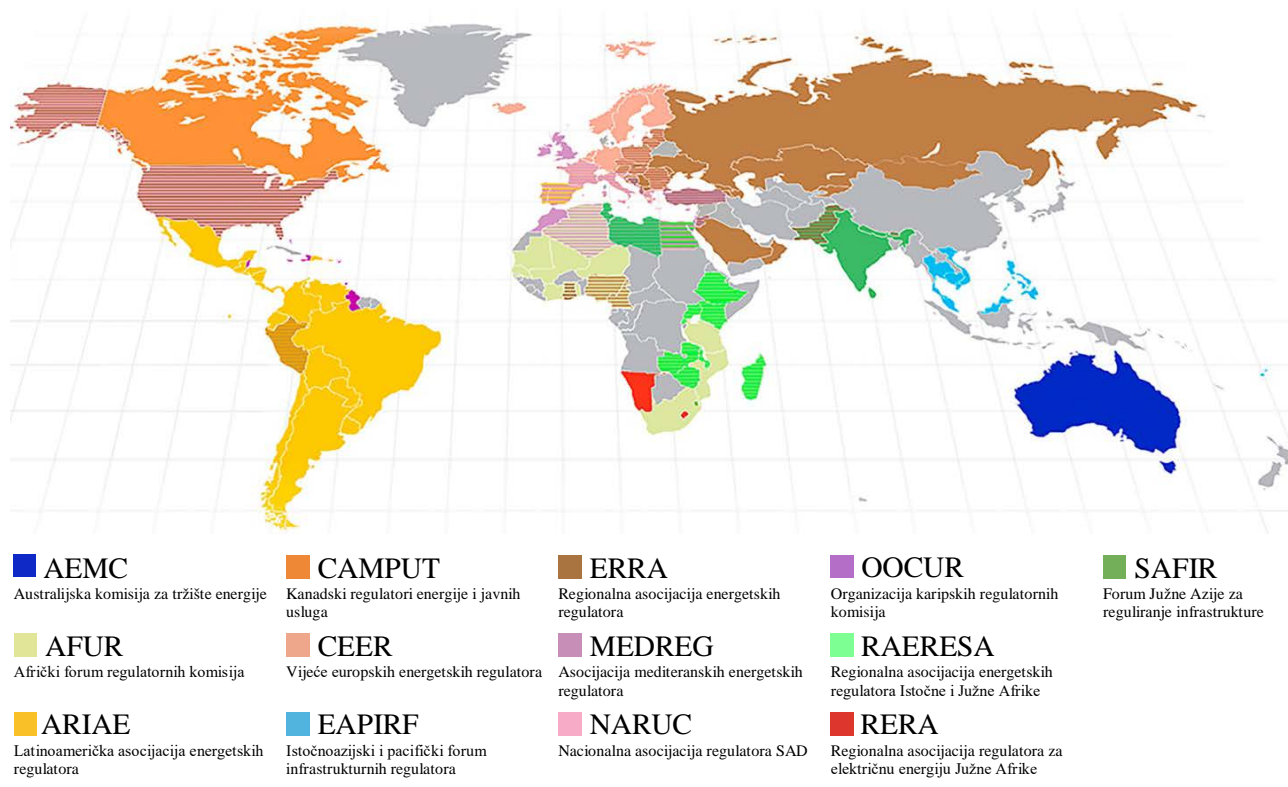 AEMC
Australijska komisija za tržište energije
AFUR
Afrički forum regulatornih komisija
ARIAE
Latinoamerička asocijacija energetskih
regulatora
CAMPUT
Kanadski regulatori energije i javnih
usluga
CEER
Vijeće europskih energetskih regulatora
EAPIRF
Istočnoazijski i pacifički forum
infrastrukturnih regulatora
ERRA
Regionalna asocijacija energetskih
regulatora
MEDREG
Asocijacija mediteranskih energetskih
regulatora
NARUC
Nacionalna asocijacija regulatora SAD
OOCUR
Organizacija karipskih regulatornih
komisija
RAERESA
Regionalna asocijacija energetskih
regulatora Istočne i Južne Afrike
RERA
Regionalna asocijacija regulatora za
električnu energiju Južne Afrike
SAFIR
Forum Južne Azije za
reguliranje infrastrukture